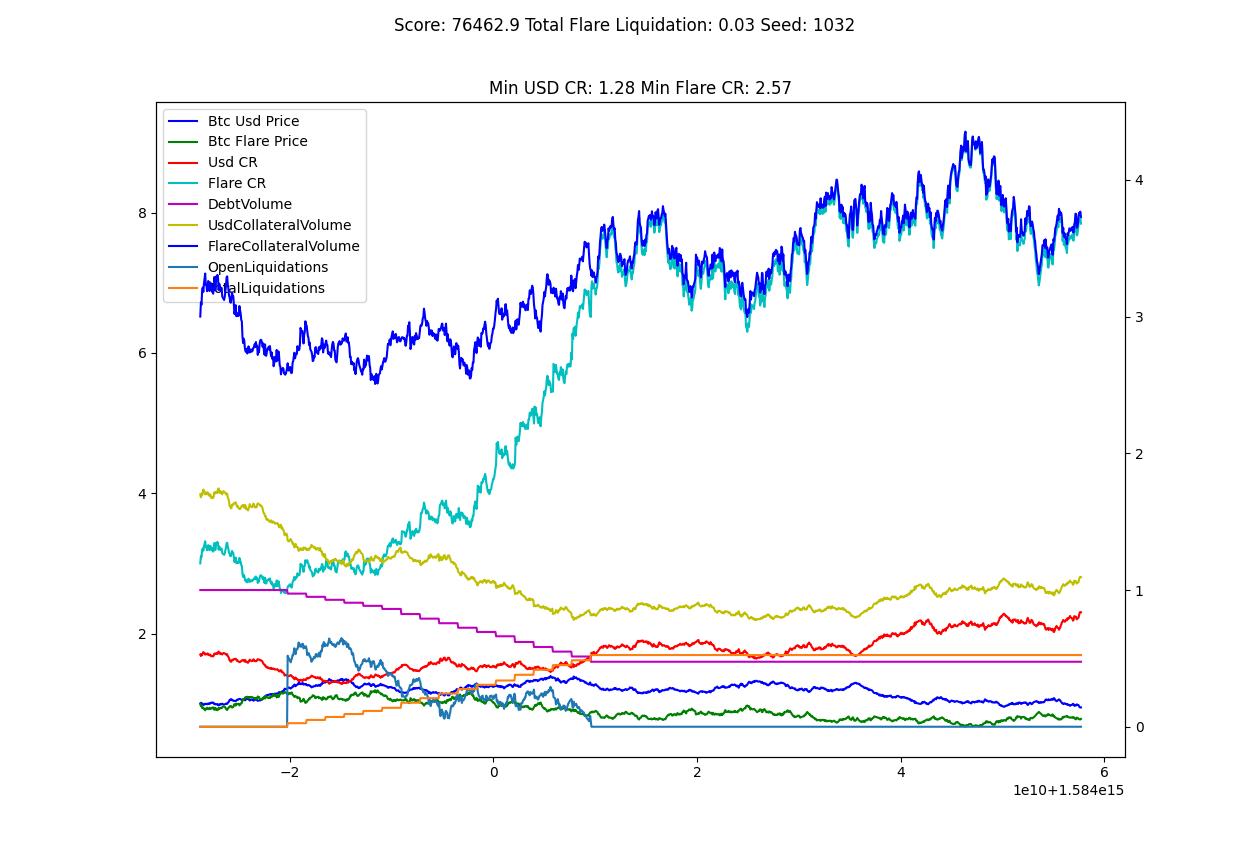 Score: 76462.9 Total Flare Liquidation: 0.03 Seed: 1032
Min USD CR: 1.28 Min Flare CR: 2.57
Btc Usd Price
Btc Flare Price
Usd CR
Flare CR
DebtVolume
UsdCollateralVolume
FlareCollateralVolume
OpenLiquidations
TotalLiquidations
8
6
4
2
4
3
2
1
0
−2
0
2
4
6
1e10+1.584e15